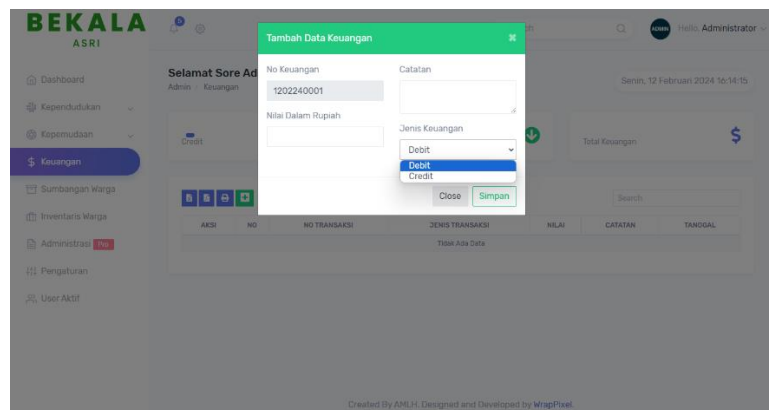 BEKALA
ASRI
Hello, Administrator
Dashboard
Kependudukan
Kepemudaan
$ Keuangan
Sumbangan Warga
Inventaris Warga
Administrasi Pro
Pengaturan
User Aktif
Selamat Sore Ad
Admin / Keuangan
Senin, 12 Februari 2024 16:14:15
Credit
Total Keuangan
$
Tambah Data Keuangan
No Keuangan
1202240001
Nilai Dalam Rupiah
Catatan
Jenis Keuangan
Debit
Debit
Credit
Close
Simpan
Search
AKSI NO NO TRANSAKSI JENIS TRANSAKSI NILAI CATATAN TANGGAL
Tidak Ada Data
Created By AMLH. Designed and Developed by WrapPixel.